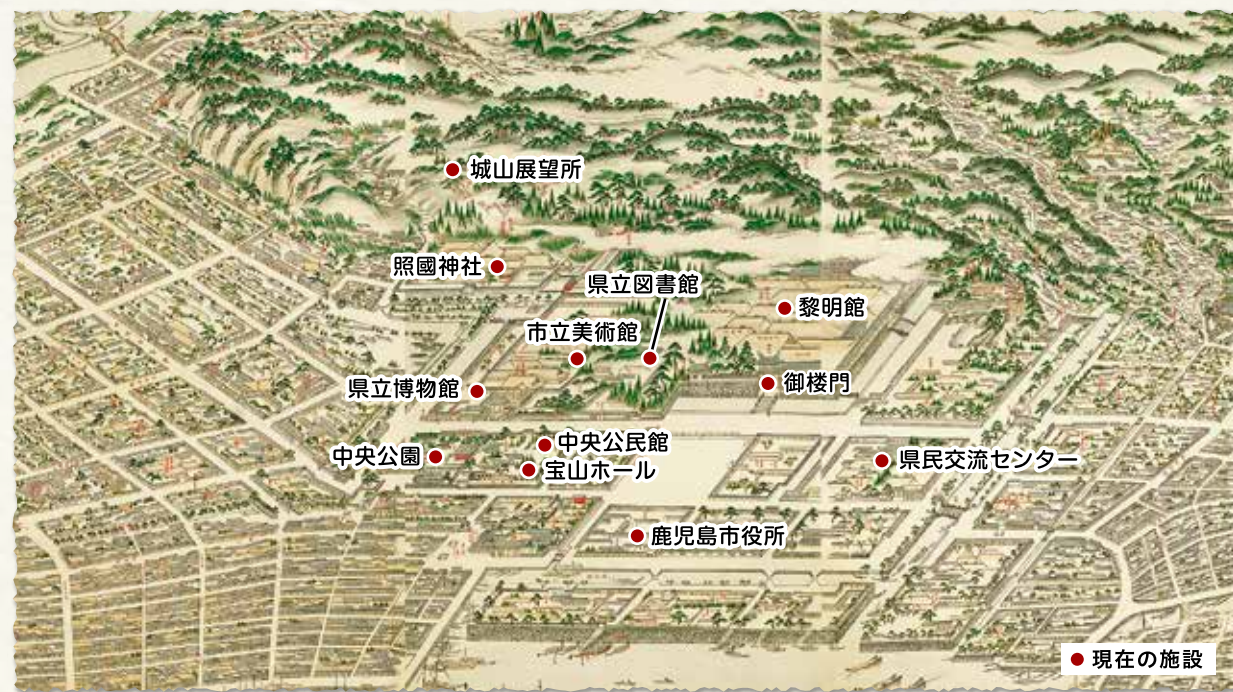 城山展望所
照國神社
県立図書館
黎明館
市立美術館
県立博物館
御楼門
中央公園
中央公民館
宝山ホール
県民交流センター
鹿児島市役所
現在の施設